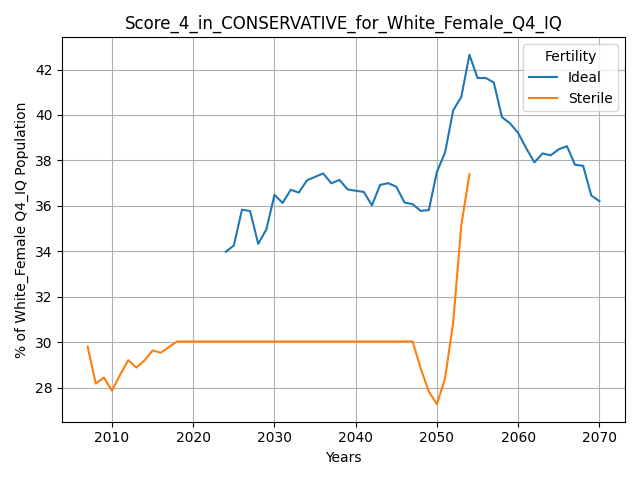 Score_4_in_CONSERVATIVE_for_White_Female_Q4_IQ
Fertility
Ideal
Sterile
% of White_Female Q4_IQ Population
42
40
38
36
34
32
30
28
2010 2020 2030 2040 2050 2060 2070
Years